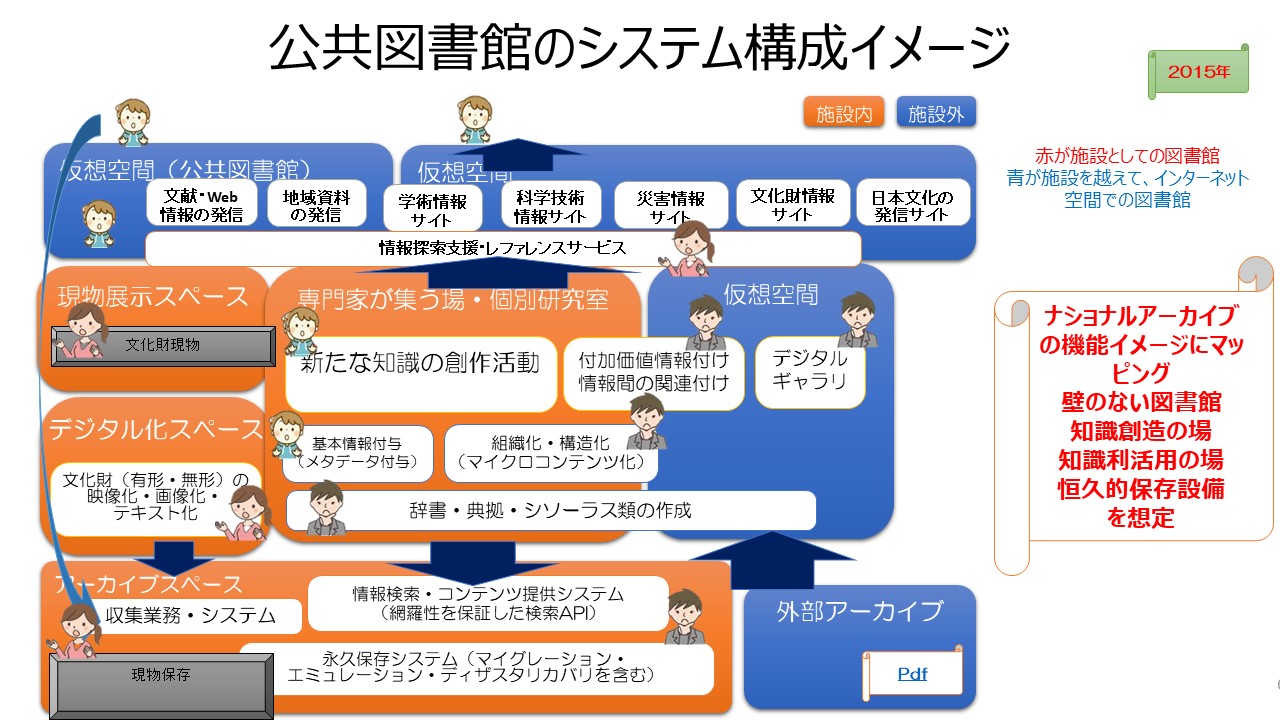 公共図書館のシステム構成イメージ
2015年
施設内
施設外
赤が施設としての図書館
青が施設を越えて、インターネット
空間での図書館
仮想空間（公共図書館）
仮想空間
文献・Web
情報の発信
地域資料
の発信
学術情報
サイト
科学技術
情報サイト
災害情報
サイト
文化財情報
サイト
日本文化の
発信サイト
情報探索支援・レファレンスサービス
現物展示スペース
文化財現物
専門家が集う場・個別研究室
仮想空間
新たな知識の創作活動
付加価値情報付け
情報間の関連付け
デジタル
ギャラリ
デジタル化スペース
文化財（有形・無形）の
映像化・画像化・
テキスト化
基本情報付与
（メタデータ付与）
組織化・構造化
（マイクロコンテンツ化）
辞書・典拠・シソーラス類の作成
ナショナルアーカイブ
の機能イメージにマッ
ピング
壁のない図書館
知識創造の場
知識利活用の場
恒久的保存設備
を想定
アーカイブスペース
収集業務・システム
情報検索・コンテンツ提供システム
（網羅性を保証した検索API）
現物保存
永久保存システム（マイグレーション・
エミュレーション・ディザスタリカバリを含む）
外部アーカイブ
Pdf